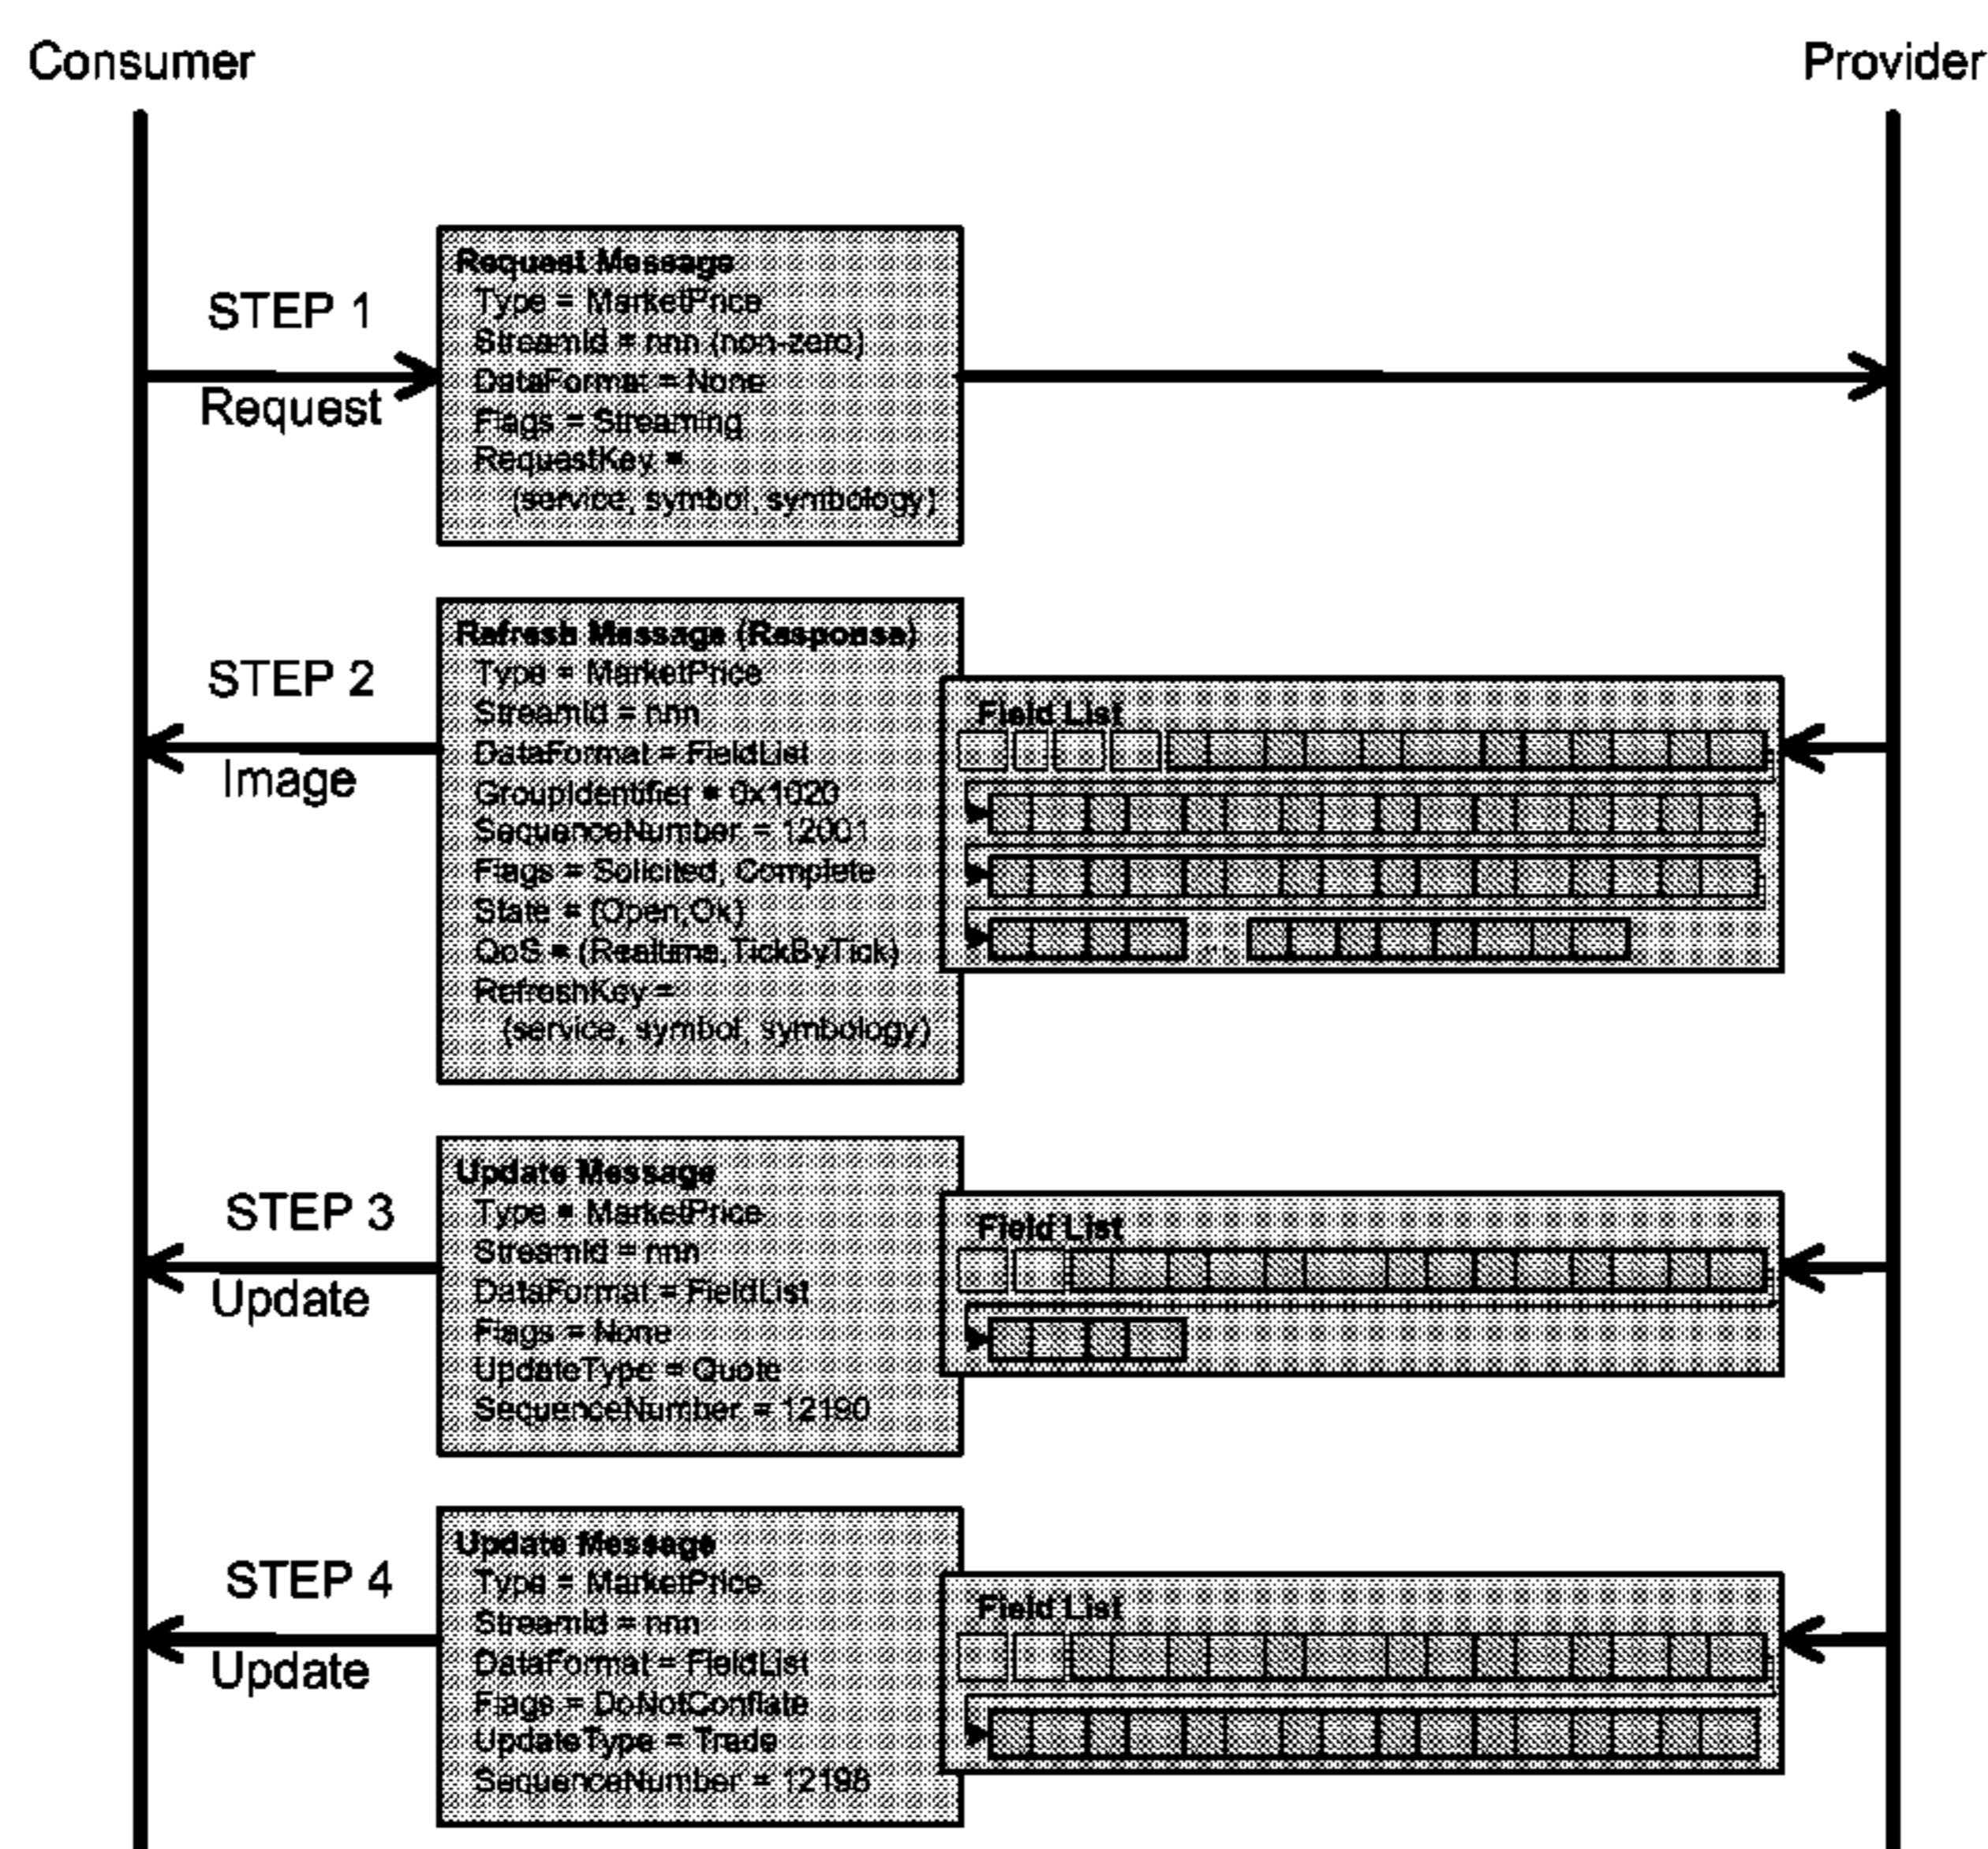 Consumer
Provider
STEP 1
Request
Request Message
Type = MarketPrice
StreamId = nnn (non-zero)
DataFormat = None
Flags = Streaming
RequestKey =
(service, symbol, symbology)
STEP 2
Image
Refresh Message (Response)
Type = MarketPrice
StreamId = nnn
DataFormat = FieldList
GroupIdentifier = 0x1020
SequenceNumber = 12001
Flags = Solicited, Complete
State = (Open,Ok)
QoS = (Realtime,TickByTick)
RefreshKey =
(service, symbol, symbology)
Field List
...
STEP 3
Update
Update Message
Type = MarketPrice
StreamId = nnn
DataFormat = FieldList
Flags = None
UpdateType = Quote
SequenceNumber = 12190
Field List
STEP 4
Update
Update Message
Type = MarketPrice
StreamId = nnn
DataFormat = FieldList
Flags = DoNotConflate
UpdateType = Trade
SequenceNumber = 12198
Field List